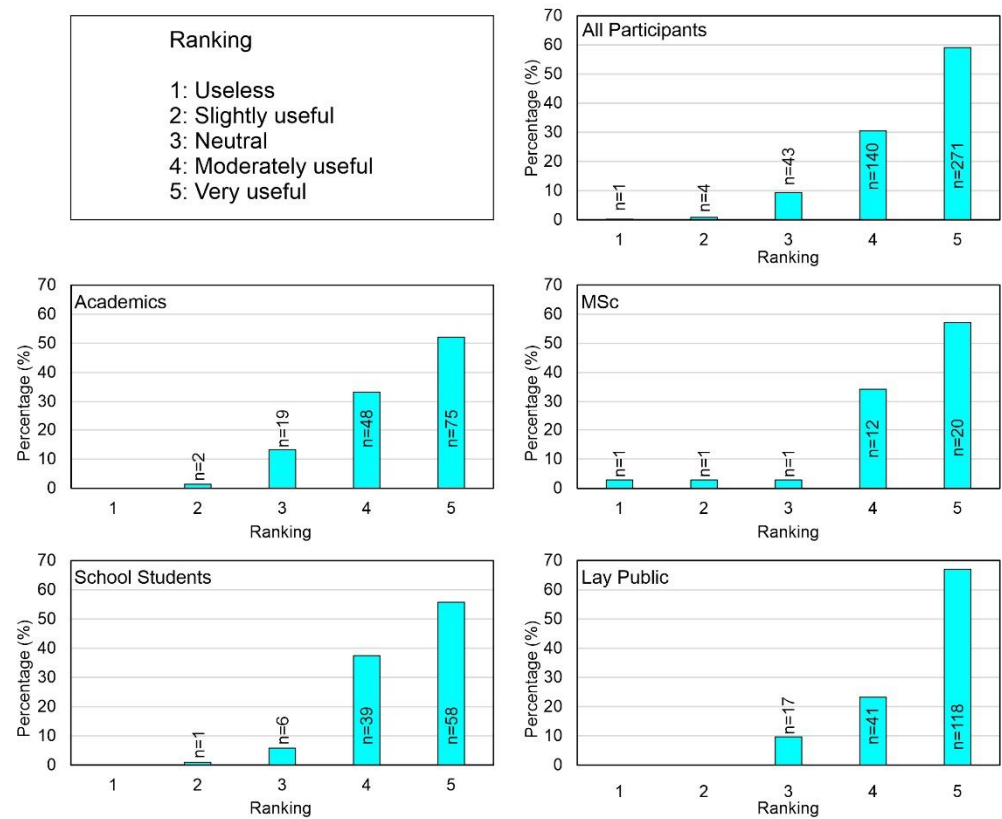 Ranking
1: Useless
2: Slightly useful
3: Neutral
4: Moderately useful
5: Very useful
All Participants
Percentage (%)
70
60
50
40
30
20
10
0
n=1
n=4
n=43
n=140
n=271
1 2 3 4 5
Ranking
Academics
Percentage (%)
70
60
50
40
30
20
10
0
n=2
n=19
n=48
n=75
1 2 3 4 5
Ranking
MSc
Percentage (%)
70
60
50
40
30
20
10
0
n=1
n=1
n=1
n=12
n=20
1 2 3 4 5
Ranking
School Students
Percentage (%)
70
60
50
40
30
20
10
0
n=1
n=6
n=39
n=58
1 2 3 4 5
Ranking
Lay Public
Percentage (%)
70
60
50
40
30
20
10
0
n=17
n=41
n=118
1 2 3 4 5
Ranking